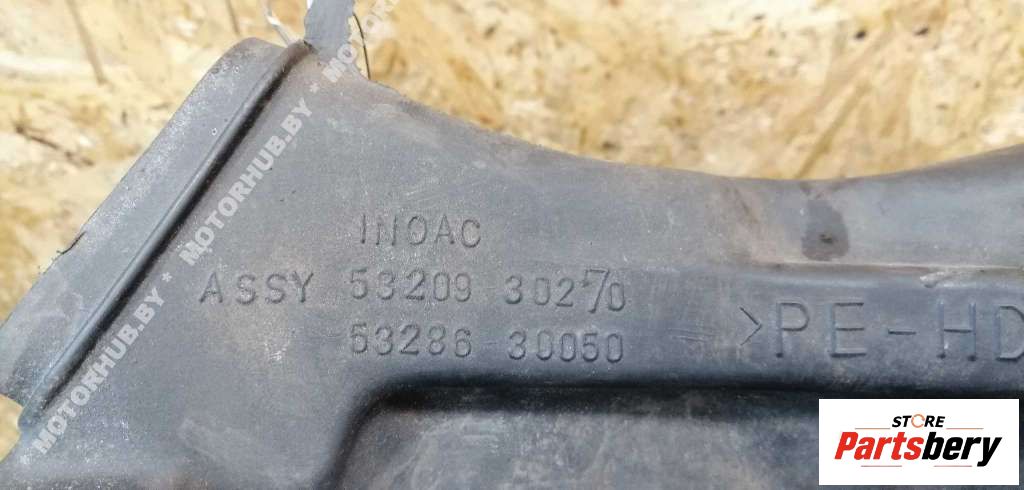 INOAC
ASSY 53209 30270
53286 30050
>PE-HD
MOTORHUB.BY * MOTORHUB.BY * MOTORHUB.BY
STORE
Partsbery